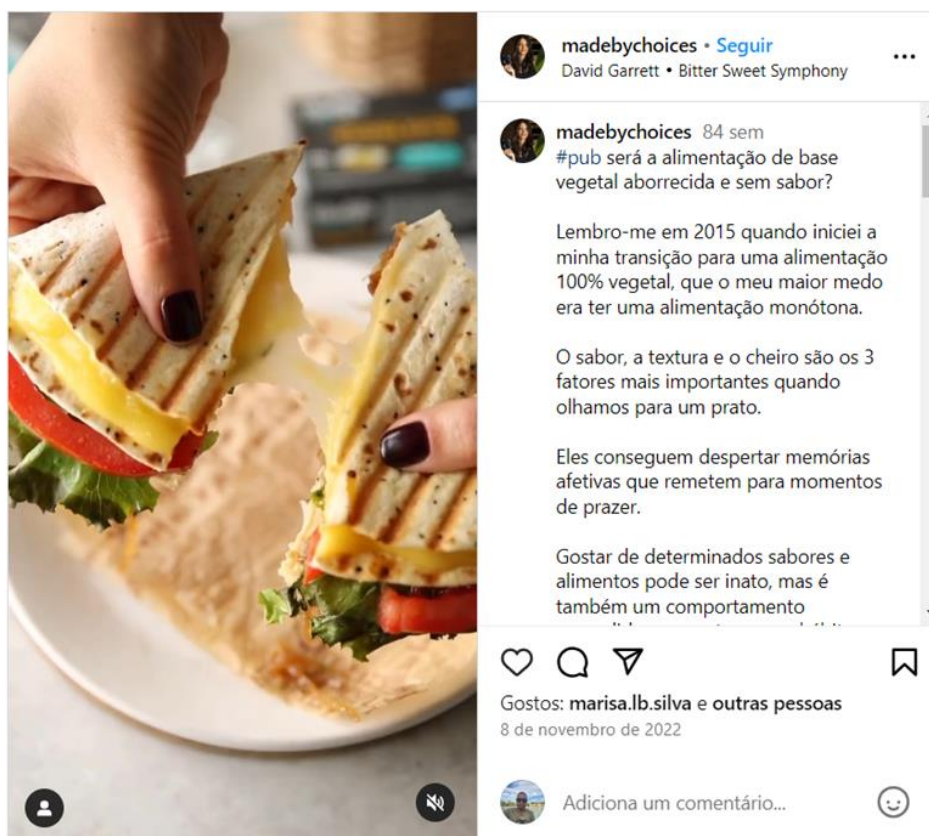 madebychoices • Seguir
David Garrett • Bitter Sweet Symphony
madebychoices 84 sem
#pub será a alimentação de base
vegetal aborrecida e sem sabor?
Lembro-me em 2015 quando iniciei a
minha transição para uma alimentação
100% vegetal, que o meu maior medo
era ter uma alimentação monótona.
O sabor, a textura e o cheiro são os 3
fatores mais importantes quando
olhamos para um prato.
Eles conseguem despertar memórias
afetivas que remetem para momentos
de prazer.
Gostar de determinados sabores e
alimentos pode ser inato, mas é
também um comportamento
Gostos: marisa.lb.silva e outras pessoas
8 de novembro de 2022
Adiciona um comentário...